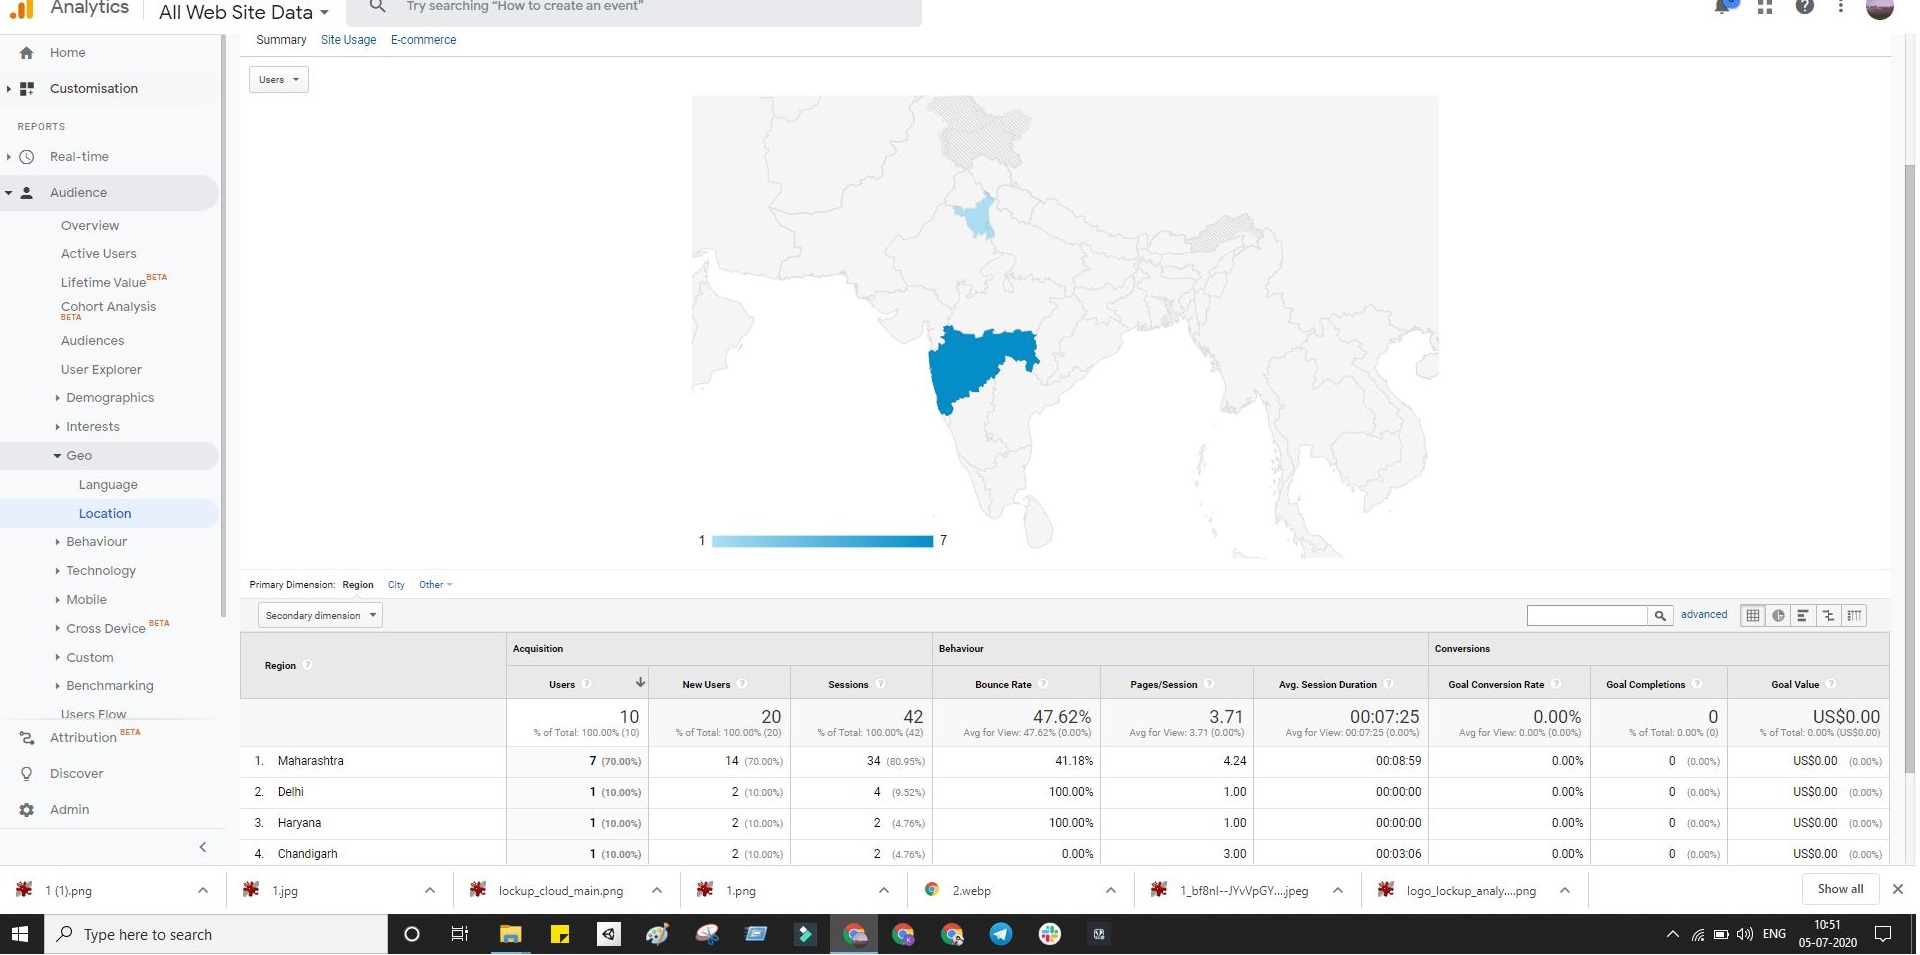 Analytics
All Web Site Data
Try searching “How to create an event”
Home
Customisation
REPORTS
Real-time
Audience
Overview
Active Users
Lifetime Value BETA
Cohort Analysis
BETA
Audiences
User Explorer
Demographics
Interests
Geo
Language
Location
Behaviour
Technology
Mobile
Cross Device BETA
Custom
Benchmarking
Users Flow
Attribution BETA
Discover
Admin
Summary Site Usage E-commerce
Users
1 7
Primary Dimension: Region City Other
Secondary dimension
advanced
Region Acquisition Behaviour Conversions
Users New Users Sessions Bounce Rate Pages/Session Avg. Session Duration Goal Conversion Rate Goal Completions Goal Value
10 20 42 47.62% 3.71 00:07:25 0.00% 0 US$0.00
% of Total: 100.00% (10) % of Total: 100.00% (20) % of Total: 100.00% (42) Avg for View: 47.62% (0.00%) Avg for View: 3.71 (0.00%) Avg for View: 00:07:25 (0.00%) Avg for View: 0.00% (0.00%) % of Total: 0.00% (0) % of Total: 0.00% (US$0.00)
1. Maharashtra 7 (70.00%) 14 (70.00%) 34 (80.95%) 41.18% 4.24 00:08:59 0.00% 0 (0.00%) US$0.00 (0.00%)
2. Delhi 1 (10.00%) 2 (10.00%) 4 (9.52%) 100.00% 1.00 00:00:00 0.00% 0 (0.00%) US$0.00 (0.00%)
3. Haryana 1 (10.00%) 2 (10.00%) 2 (4.76%) 100.00% 1.00 00:00:00 0.00% 0 (0.00%) US$0.00 (0.00%)
4. Chandigarh 1 (10.00%) 2 (10.00%) 2 (4.76%) 0.00% 3.00 00:03:06 0.00% 0 (0.00%) US$0.00 (0.00%)
1 (1).png 1.jpg lockup_cloud_main.png 1.png 2.webp 1_bf8nI--JYvVpGY....jpeg logo_lockup_analy....png Show all
Type here to search
ENG
10:51
05-07-2020